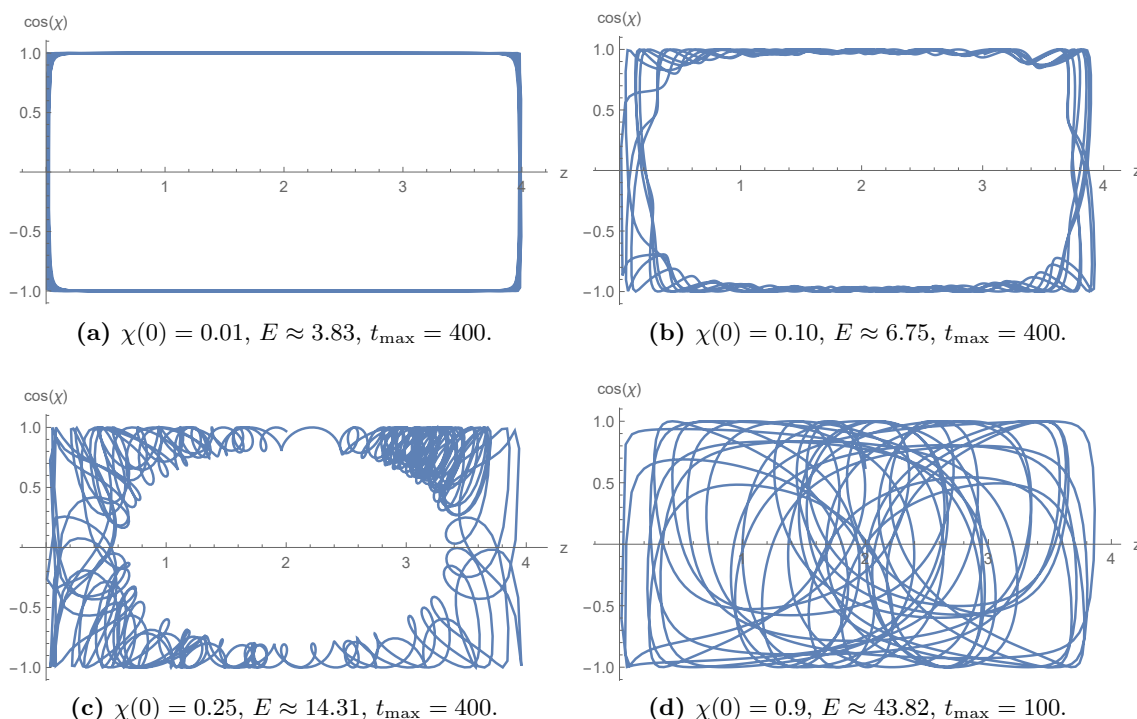 cos(χ)
1.0
0.5
-0.5
-1.0
1 2 3 4 z
(a) χ(0) = 0.01, E ≈ 3.83, t_max = 400.
cos(χ)
1.0
0.5
-0.5
-1.0
1 2 3 4 z
(b) χ(0) = 0.10, E ≈ 6.75, t_max = 400.
cos(χ)
1.0
0.5
-0.5
-1.0
1 2 3 4 z
(c) χ(0) = 0.25, E ≈ 14.31, t_max = 400.
cos(χ)
1.0
0.5
-0.5
-1.0
1 2 3 4 z
(d) χ(0) = 0.9, E ≈ 43.82, t_max = 100.